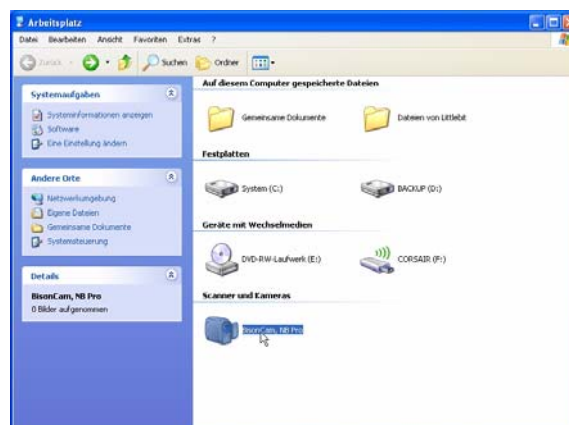 Arbeitsplatz
Datei Bearbeiten Ansicht Favoriten Extras ?
Zurück Suchen Ordner
Systemaufgaben
Systeminformationen anzeigen
Software
Eine Einstellung ändern
Andere Orte
Netzwerkumgebung
Eigene Dateien
Gemeinsame Dokumente
Systemsteuerung
Details
BisonCam, NB Pro
0 Bilder aufgenommen
Auf diesem Computer gespeicherte Dateien
Gemeinsame Dokumente
Dateien von Littlebit
Festplatten
System (C:)
BACKUP (D:)
Geräte mit Wechselmedien
DVD-RW-Laufwerk (E:)
CORSAIR (F:)
Scanner und Kameras
BisonCam, NB Pro